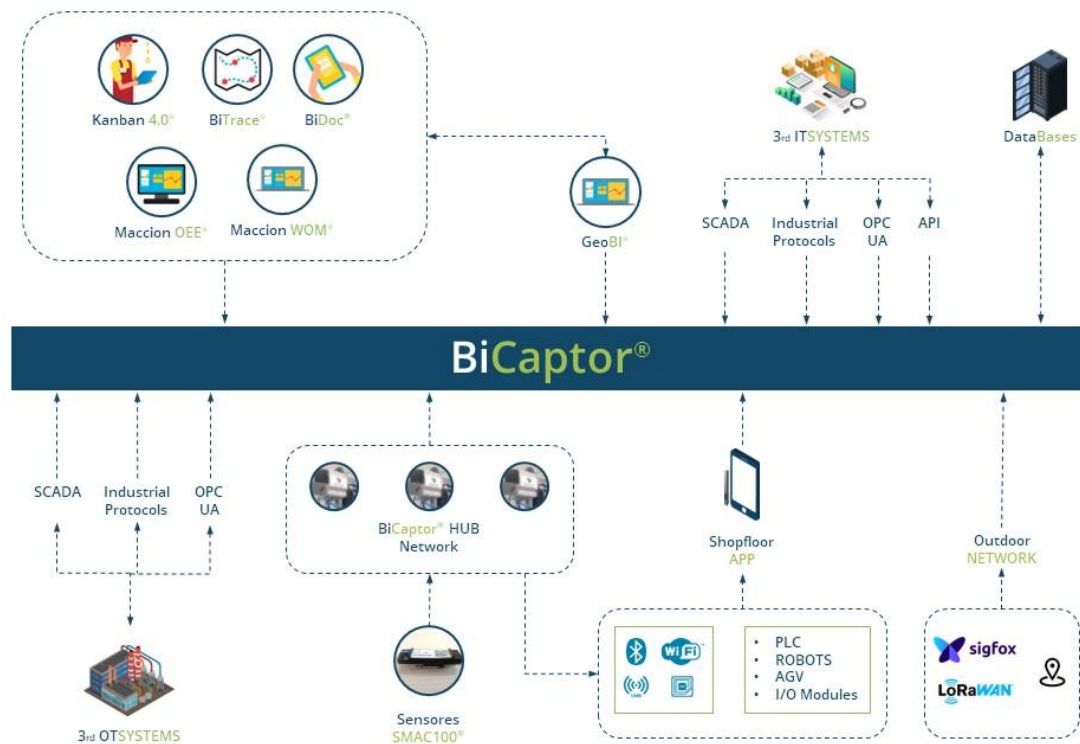 Kanban 4.0®
BiTrace®
BiDoc®
Maccion OEE®
Maccion WOM®
GeoBI®
3rd ITSYSTEMS
DataBases
SCADA
Industrial
Protocols
OPC
UA
API
BiCaptor®
SCADA
Industrial
Protocols
OPC
UA
BiCaptor® HUB
Network
Shopfloor
APP
Outdoor
NETWORK
3rd OTSYSTEMS
Sensores
SMAC100®
WiFi™
• PLC
• ROBOTS
• AGV
• I/O Modules
sigfox
LoRaWAN